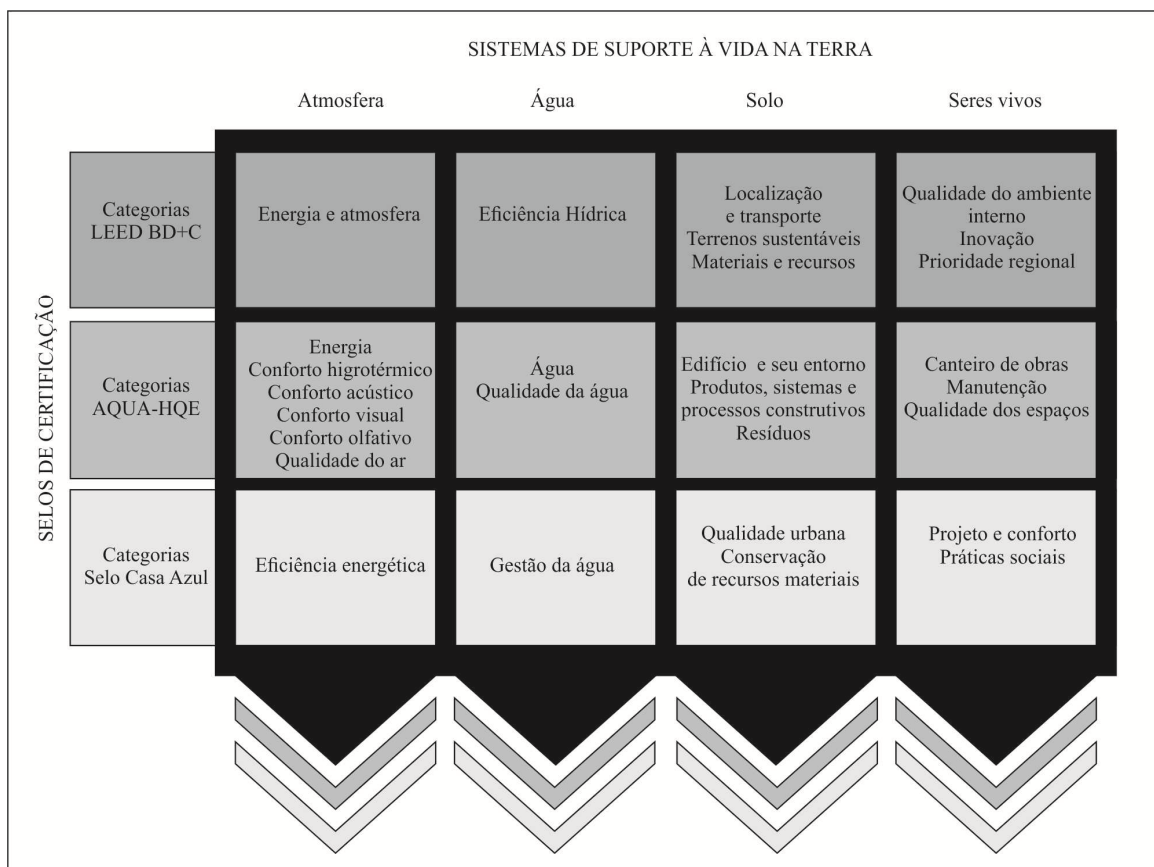 SISTEMAS DE SUPORTE À VIDA NA TERRA
Atmosfera
Água
Solo
Seres vivos
SELOS DE CERTIFICAÇÃO
Categorias
LEED BD+C
Energia e atmosfera
Eficiência Hídrica
Localização
e transporte
Terrenos sustentáveis
Materiais e recursos
Qualidade do ambiente
interno
Inovação
Prioridade regional
Categorias
AQUA-HQE
Energia
Conforto higrotérmico
Conforto acústico
Conforto visual
Conforto olfativo
Qualidade do ar
Água
Qualidade da água
Edifício e seu entorno
Produtos, sistemas e
processos construtivos
Resíduos
Canteiro de obras
Manutenção
Qualidade dos espaços
Categorias
Selo Casa Azul
Eficiência energética
Gestão da água
Qualidade urbana
Conservação
de recursos materiais
Projeto e conforto
Práticas sociais